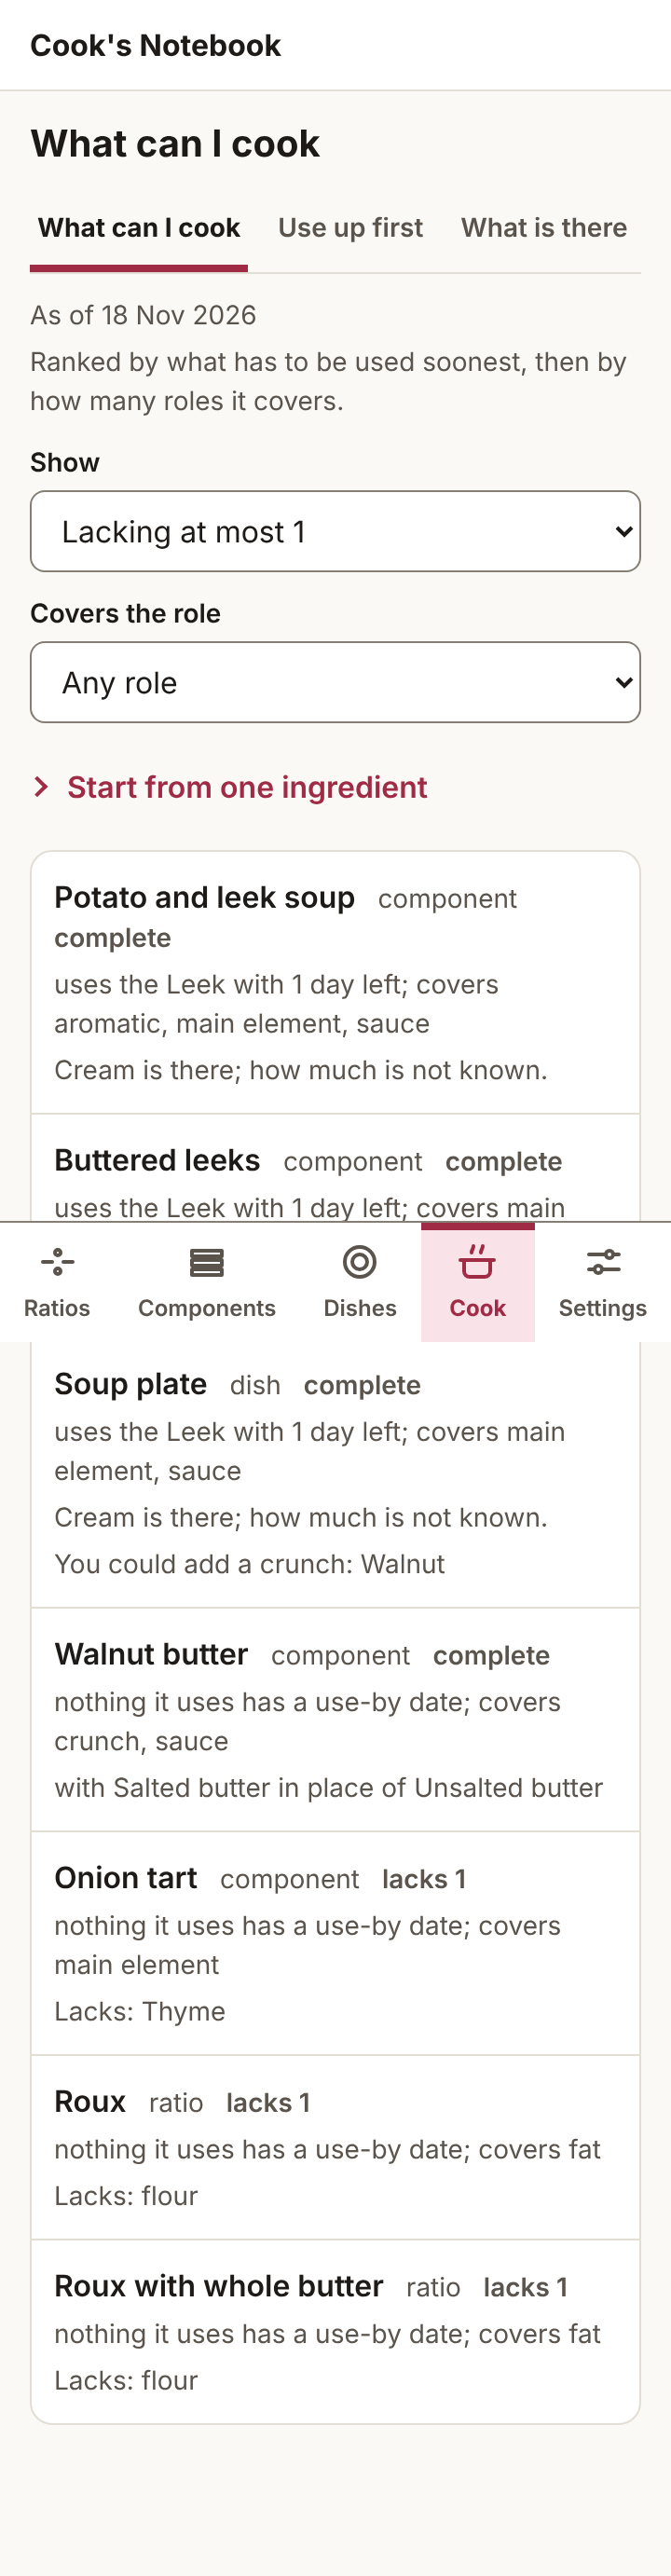 Cook's Notebook
What can I cook
What can I cook Use up first What is there
As of 18 Nov 2026
Ranked by what has to be used soonest, then by
how many roles it covers.
Show
Lacking at most 1
Covers the role
Any role
Start from one ingredient
Potato and leek soup component
complete
uses the Leek with 1 day left; covers
aromatic, main element, sauce
Cream is there; how much is not known.
Buttered leeks component complete
uses the Leek with 1 day left; covers main
Ratios Components Dishes Cook Settings
Soup plate dish complete
uses the Leek with 1 day left; covers main
element, sauce
Cream is there; how much is not known.
You could add a crunch: Walnut
Walnut butter component complete
nothing it uses has a use-by date; covers
crunch, sauce
with Salted butter in place of Unsalted butter
Onion tart component lacks 1
nothing it uses has a use-by date; covers
main element
Lacks: Thyme
Roux ratio lacks 1
nothing it uses has a use-by date; covers fat
Lacks: flour
Roux with whole butter ratio lacks 1
nothing it uses has a use-by date; covers fat
Lacks: flour